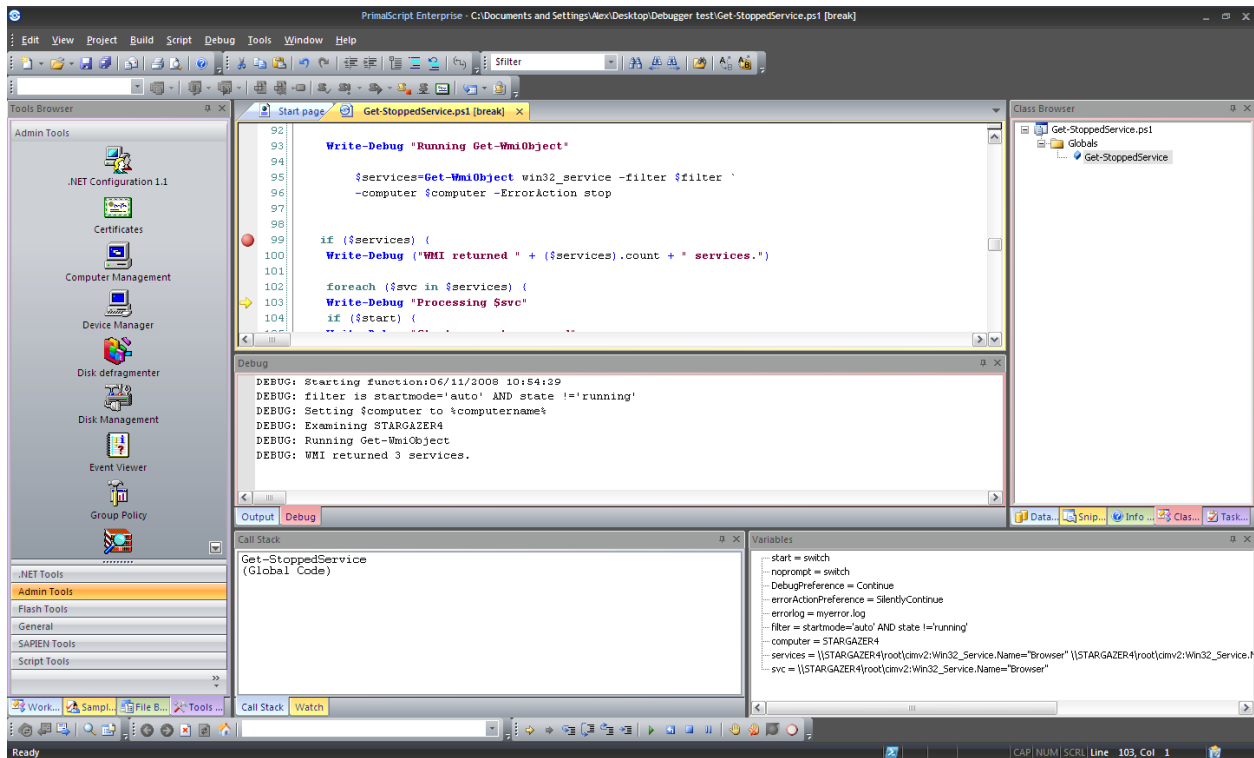 PrimalScript Enterprise - C:\Documents and Settings\Alex\Desktop\Debugger test\Get-StoppedService.ps1 [break]
Edit View Project Build Script Debug Tools Window Help
Sfilter
Tools Browser
Admin Tools
.NET Configuration 1.1
Certificates
Computer Management
Device Manager
Disk defragmenter
Disk Management
Event Viewer
Group Policy
.NET Tools
Admin Tools
Flash Tools
General
SAPIEN Tools
Script Tools
Work... Sampl... File B... Tools ...
Start page Get-StoppedService.ps1 [break]
92
93 Write-Debug "Running Get-WmiObject"
94
95 $services=Get-WmiObject win32_service -filter $filter `
96 -computer $computer -ErrorAction stop
97
98
99 if ($services) {
100 Write-Debug ("WMI returned " + ($services).count + " services.")
101
102 foreach ($svc in $services) {
103 Write-Debug "Processing $svc"
104 if ($start) {
Debug
DEBUG: Starting function:06/11/2008 10:54:29
DEBUG: filter is startmode='auto' AND state !='running'
DEBUG: Setting $computer to %computername%
DEBUG: Examining STARGAZER4
DEBUG: Running Get-WmiObject
DEBUG: WMI returned 3 services.
Output Debug
Call Stack
Get-StoppedService
(Global Code)
Call Stack Watch
Class Browser
Get-StoppedService.ps1
Globals
Get-StoppedService
Data... Snip... Info ... Clas... Task...
Variables
start = switch
noprompt = switch
DebugPreference = Continue
errorActionPreference = SilentlyContinue
errorlog = myerror.log
filter = startmode='auto' AND state !='running'
computer = STARGAZER4
services = \\STARGAZER4\root\cimv2:Win32_Service.Name="Browser" \\STARGAZER4\root\cimv2:Win32_Service.N
svc = \\STARGAZER4\root\cimv2:Win32_Service.Name="Browser"
Ready
CAP NUM SCRL Line 103, Col 1